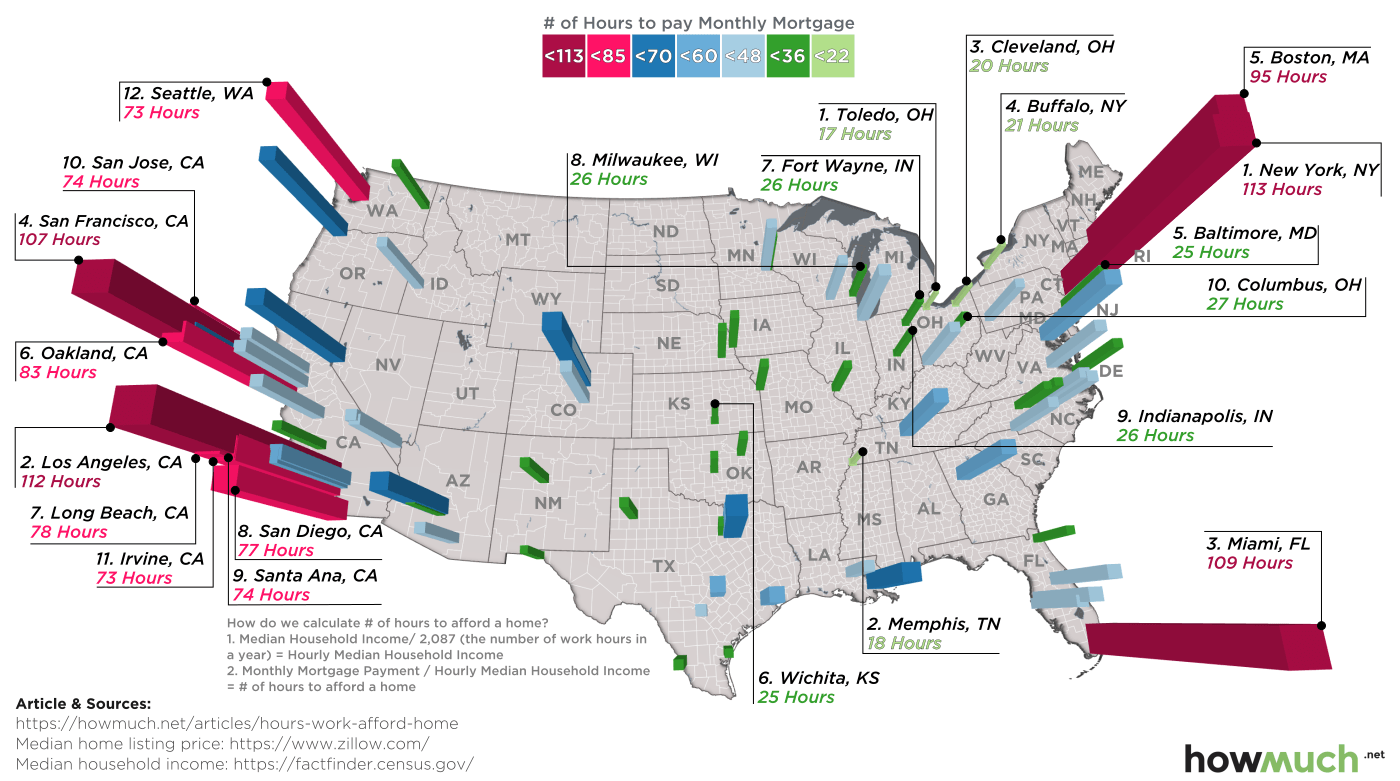 # of Hours to pay Monthly Mortgage
<113 <85 <70 <60 <48 <36 <22
12. Seattle, WA
73 Hours
10. San Jose, CA
74 Hours
4. San Francisco, CA
107 Hours
6. Oakland, CA
83 Hours
2. Los Angeles, CA
112 Hours
7. Long Beach, CA
78 Hours
11. Irvine, CA
73 Hours
8. San Diego, CA
77 Hours
9. Santa Ana, CA
74 Hours
8. Milwaukee, WI
26 Hours
1. Toledo, OH
17 Hours
7. Fort Wayne, IN
26 Hours
3. Cleveland, OH
20 Hours
4. Buffalo, NY
21 Hours
5. Boston, MA
95 Hours
1. New York, NY
113 Hours
5. Baltimore, MD
25 Hours
10. Columbus, OH
27 Hours
9. Indianapolis, IN
26 Hours
3. Miami, FL
109 Hours
2. Memphis, TN
18 Hours
6. Wichita, KS
25 Hours
WA
OR
ID
MT
ND
MN
WI
MI
NY
VT
NH
ME
MA
RI
CT
WY
SD
IA
NE
NV
UT
CO
KS
MO
IL
IN
OH
PA
MD
NJ
WV
VA
DE
KY
NC
TN
SC
CA
AZ
NM
OK
AR
MS
AL
GA
TX
LA
FL
How do we calculate # of hours to afford a home?
1. Median Household Income/ 2,087 (the number of work hours in
a year) = Hourly Median Household Income
2. Monthly Mortgage Payment / Hourly Median Household Income
= # of hours to afford a home
Article & Sources:
https://howmuch.net/articles/hours-work-afford-home
Median home listing price: https://www.zillow.com/
Median household income: https://factfinder.census.gov/
howmuch.net